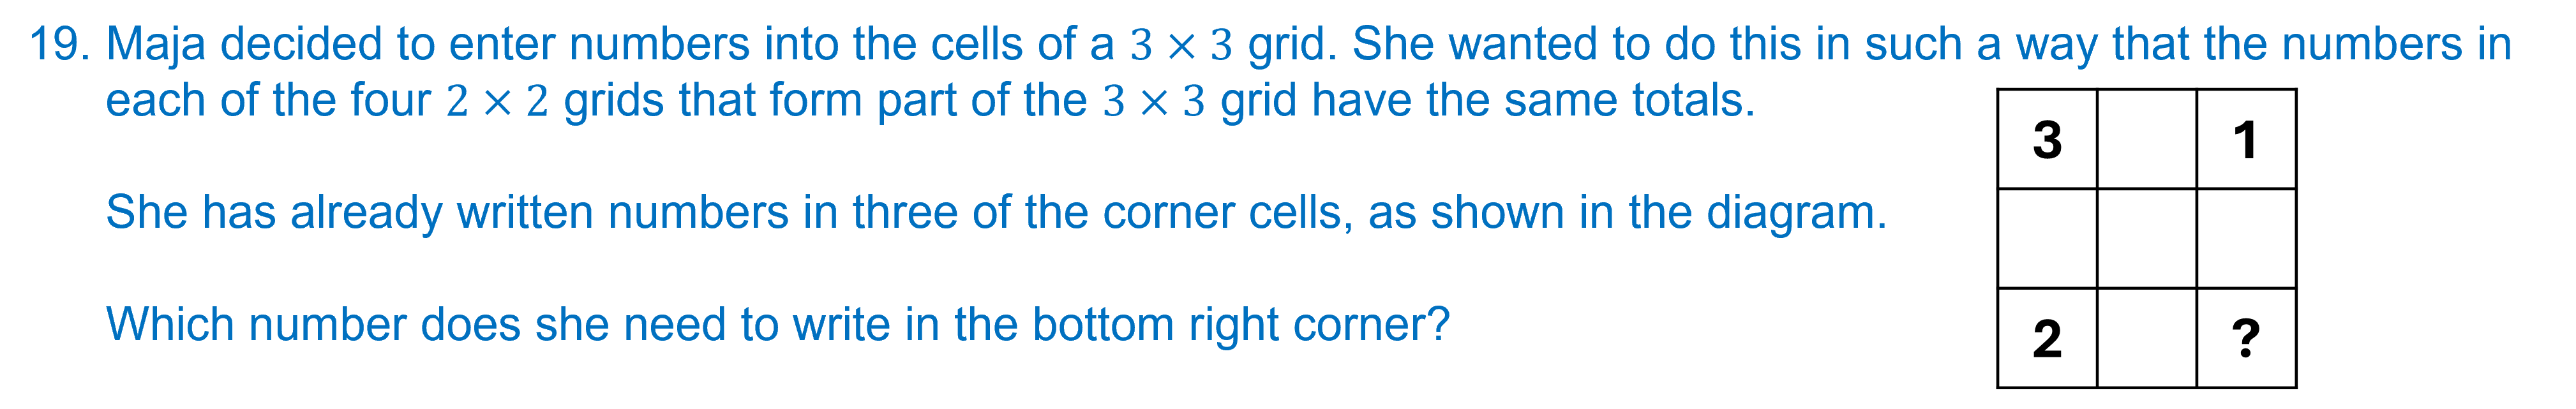 19. Maja decided to enter numbers into the cells of a 3 × 3 grid. She wanted to do this in such a way that the numbers in
each of the four 2 × 2 grids that form part of the 3 × 3 grid have the same totals.
She has already written numbers in three of the corner cells, as shown in the diagram.
Which number does she need to write in the bottom right corner?
3 1
2 ?